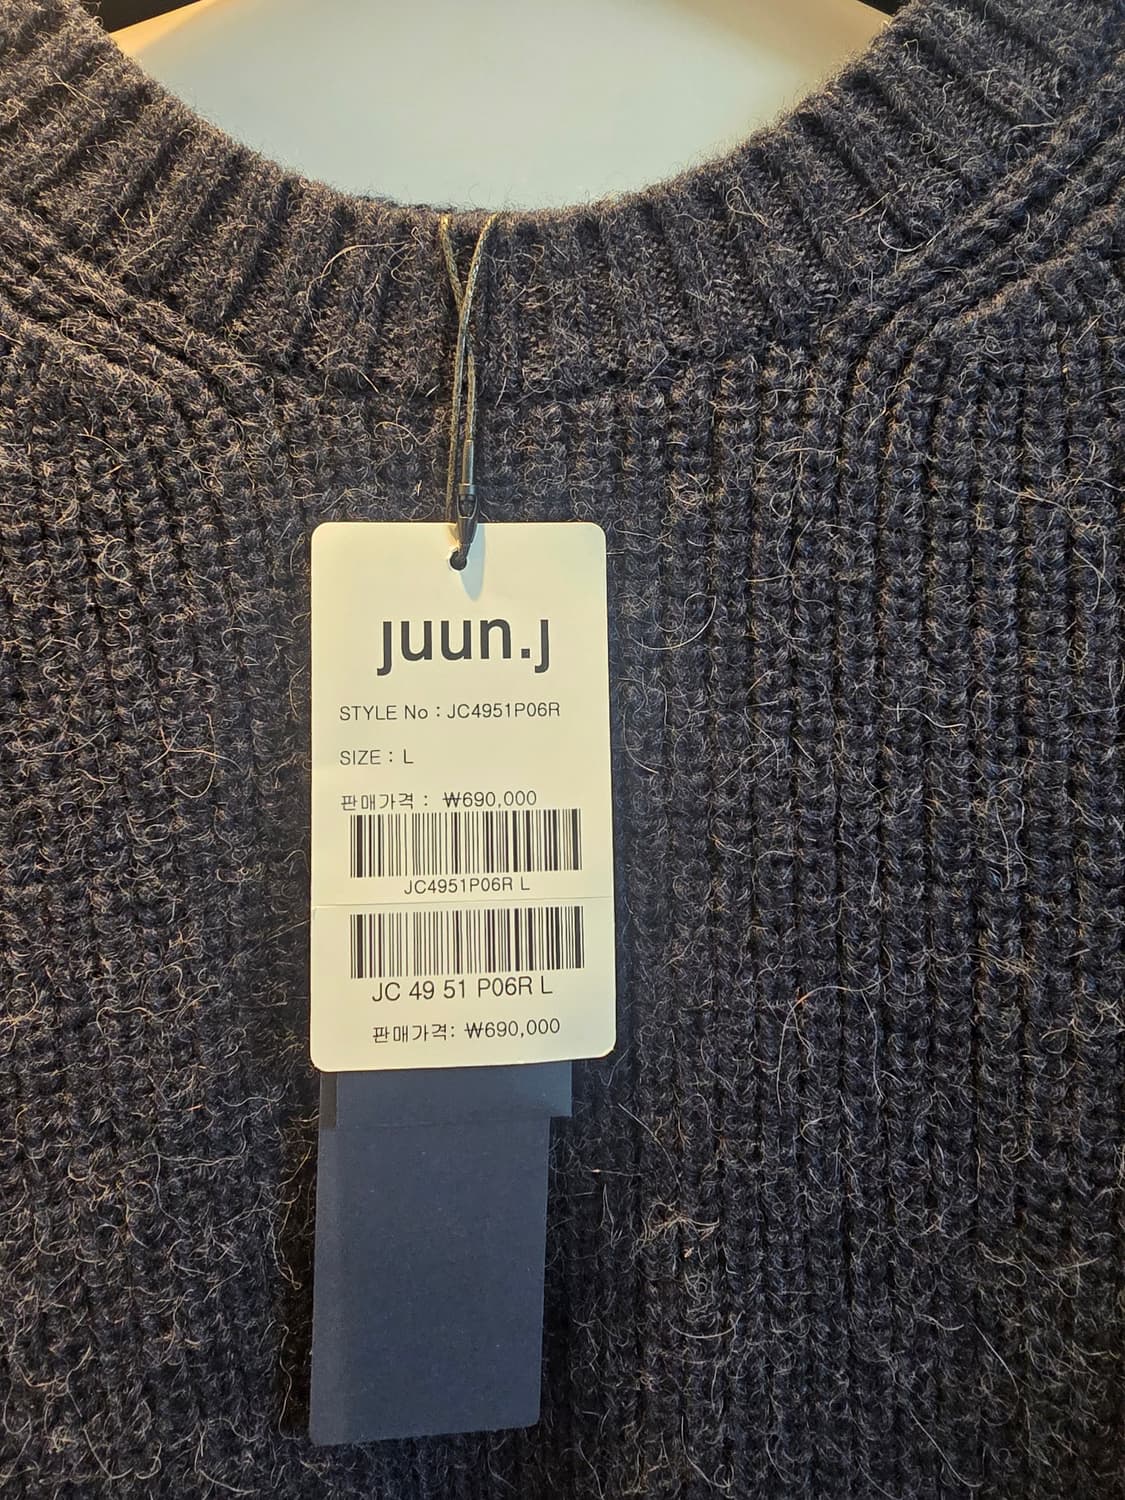 juun.j
STYLE No : JC4951P06R
SIZE : L
판매가격 : ₩690,000
JC4951P06R L
JC 49 51 P06R L
판매가격: ₩690,000